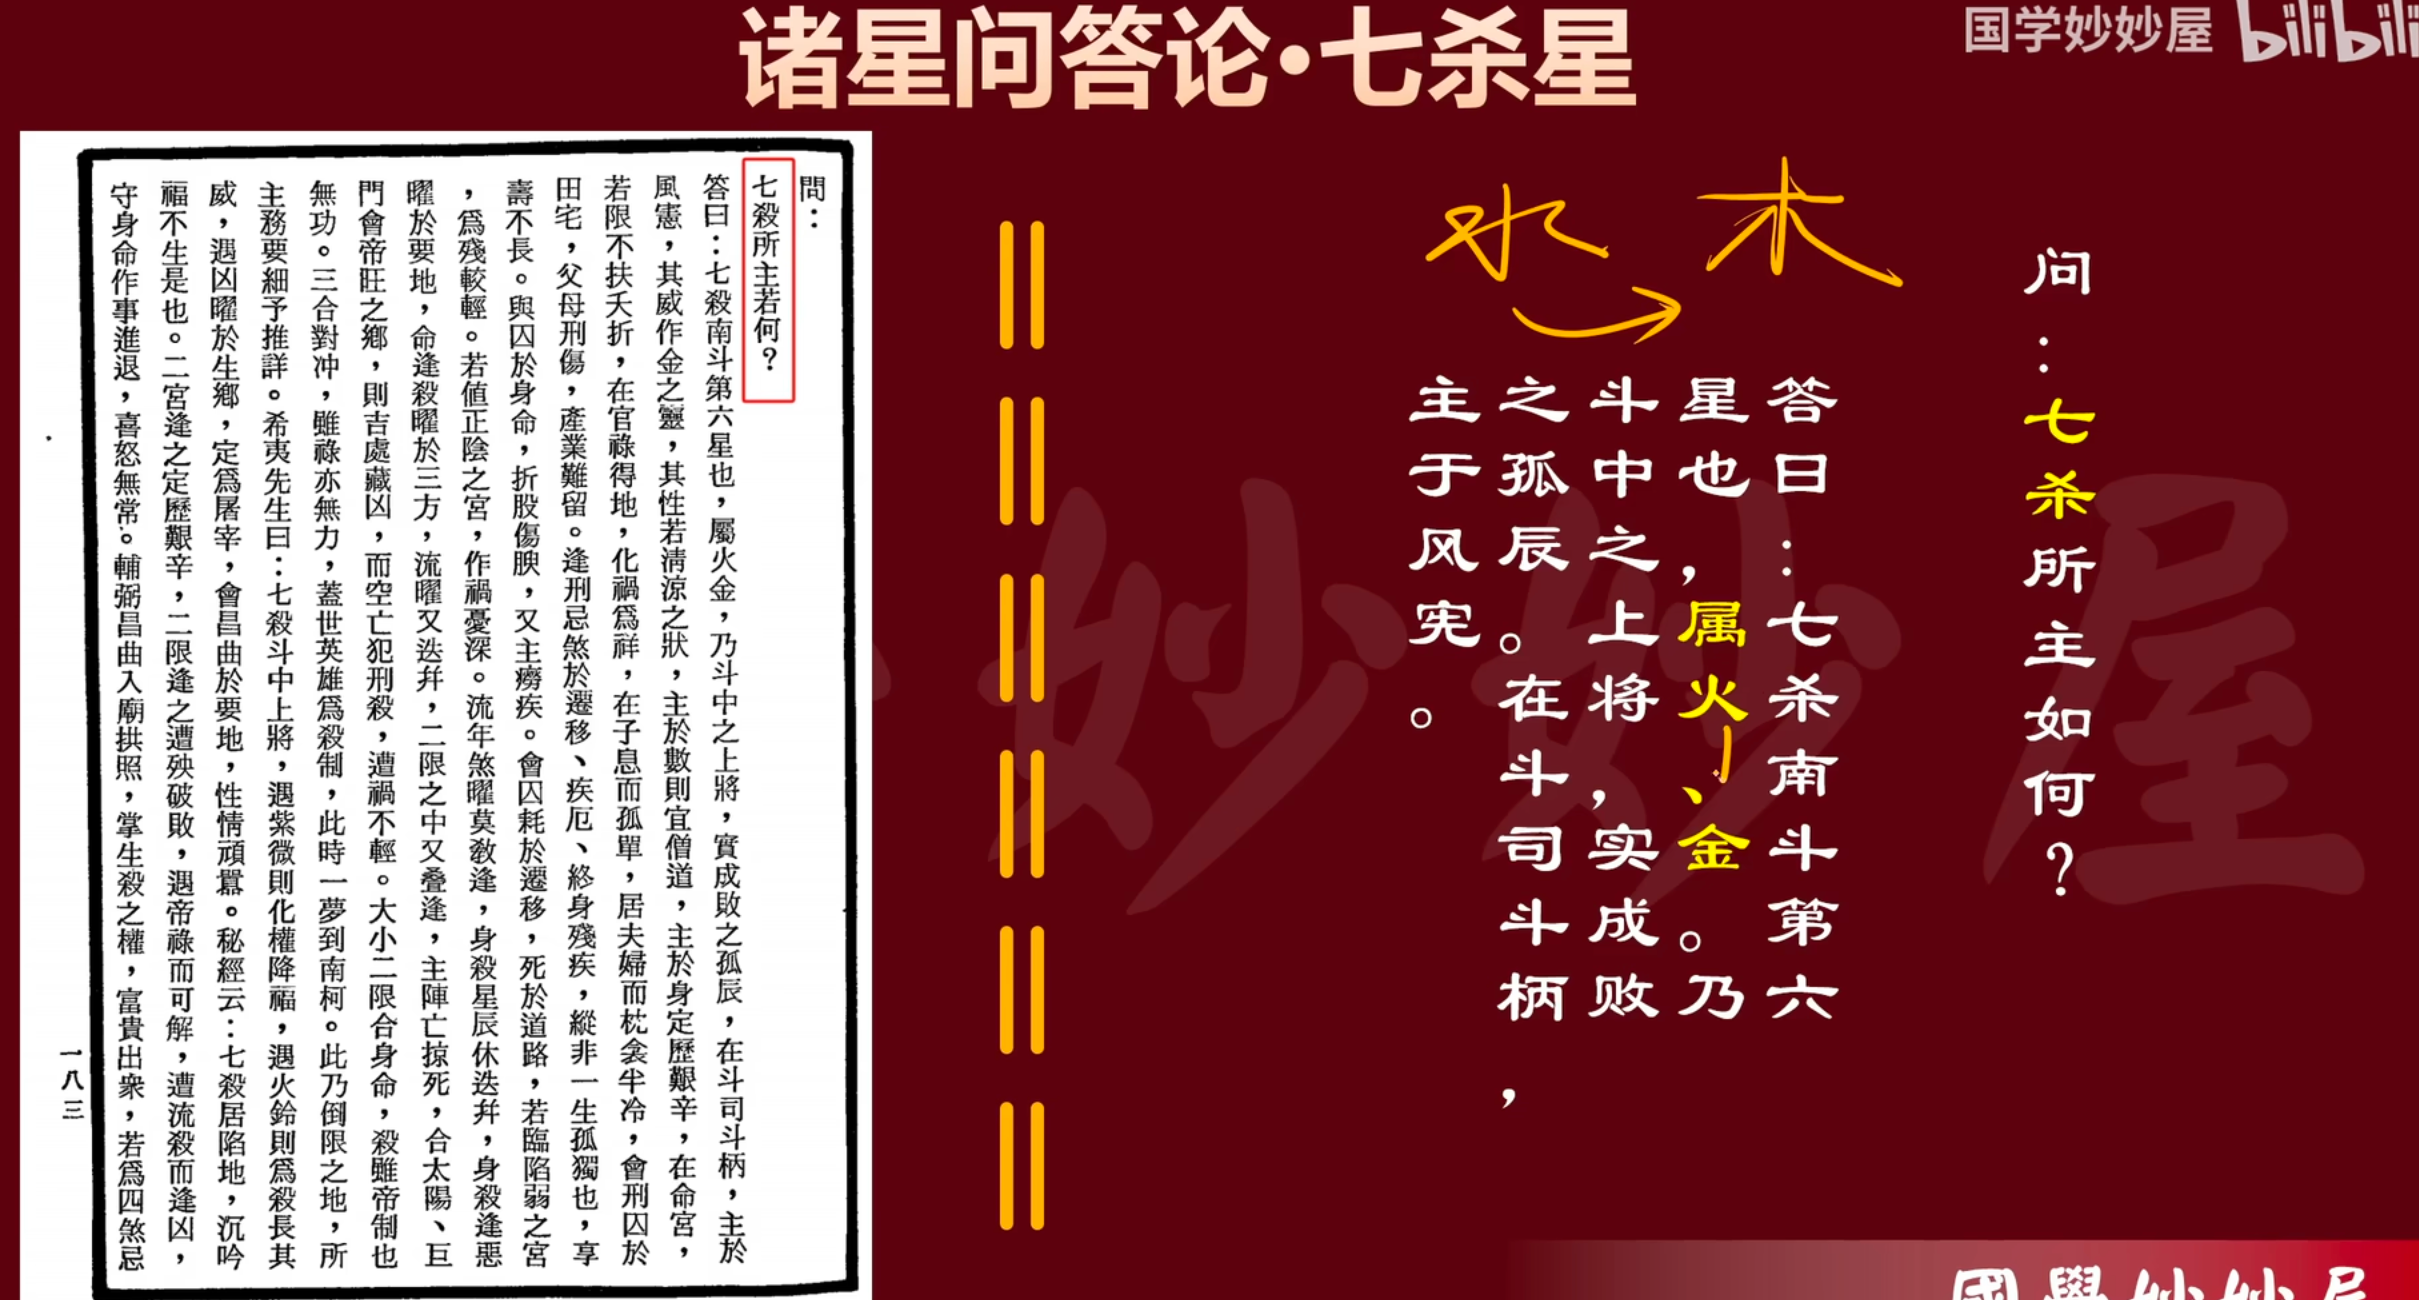 诸星问答论•七杀星
国学妙妙屋 bilibili
問：
七殺所主若何？
答曰：七殺南斗第六星也，屬火金，乃斗中之上將，實成敗之孤辰，在斗司斗柄，主於
風憲，其威作金之靈，其性若清涼之狀，主於數則宜僧道，主於身定歷艱辛，在命宮，
若限不扶夭折，在官祿得地，化禍爲祥，在子息而孤單，居夫婦而枕衾半冷，會刑囚於
田宅，父母刑傷，產業難留。逢刑忌煞於遷移、疾厄、終身殘疾，縱非一生孤獨也，享
壽不長。與囚於身命，折股傷腴，又主癆疾。會囚耗於遷移，死於道路，若臨陷弱之宮
，爲殘較輕。若値正陰之宮，作禍憂深。流年煞曜莫教逢，身殺星辰休迭幷，身殺逢惡
曜於要地，命逢殺曜於三方，流曜又迭幷，二限之中又叠逢，主陣亡掠死，合太陽、巨
門會帝旺之鄉，則吉處藏凶，而空亡犯刑殺，遭禍不輕。大小二限合身命，殺雖帝制也
無功。三合對冲，雖祿亦無力，蓋世英雄爲殺制，此時一夢到南柯。此乃倒限之地，所
主務要細予推詳。希夷先生曰：七殺斗中上將，遇紫微則化權降福，遇火鈴則爲殺長其
威，遇凶曜於生鄉，定爲屠宰，會昌曲於要地，性情頑囂。秘經云：七殺居陷地，沉吟
福不生是也。二宮逢之定歷艱辛，二限逢之遭殃破敗，遇帝祿而可解，遭流殺而逢凶，
守身命作事進退，喜怒無常。輔弼昌曲入廟拱照，掌生殺之權，富貴出衆，若爲四煞忌
一八三
水 木
问：七杀所主如何？
答曰：七杀南斗第六
星也，属火、金。乃
斗中之上将，实成败
之孤辰。在斗司斗柄，
主于风宪。
妙妙屋
國學妙妙屋